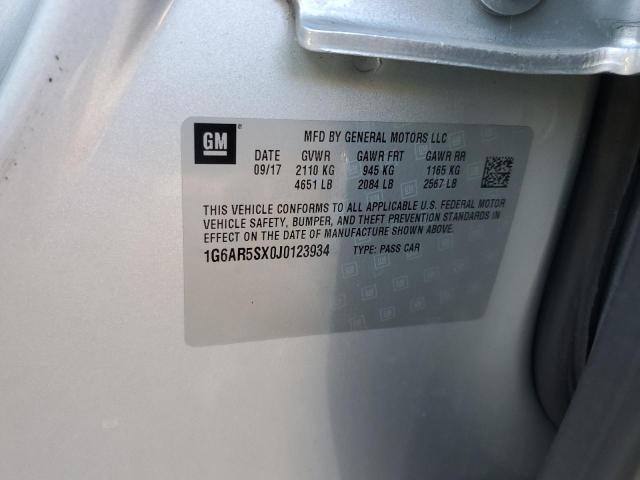 GM ®
MFD BY GENERAL MOTORS LLC
DATE GVWR GAWR FRT GAWR RR
09/17 2110 KG 945 KG 1165 KG
4651 LB 2084 LB 2567 LB
THIS VEHICLE CONFORMS TO ALL APPLICABLE U.S. FEDERAL MOTOR
VEHICLE SAFETY, BUMPER, AND THEFT PREVENTION STANDARDS IN
EFFECT ON THE DATE OF MANUFACTURE SHOWN ABOVE.
1G6AR5SX0J0123934 TYPE: PASS CAR